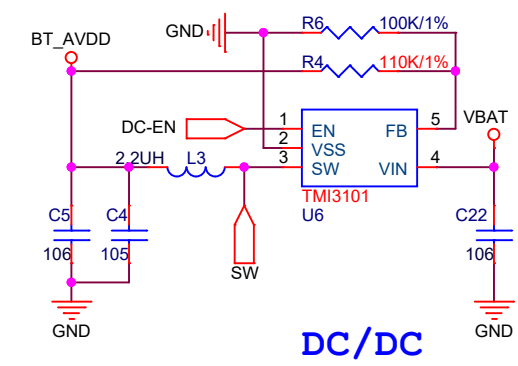 R6 100K/1%
GND
BT_AVDD
R4 110K/1%
VBAT
DC-EN
1 EN FB 5
2 VSS
3 SW VIN 4
2.2UH L3
TMI3101
U6
C5 C4 C22
106 105 106
SW
GND GND
DC/DC